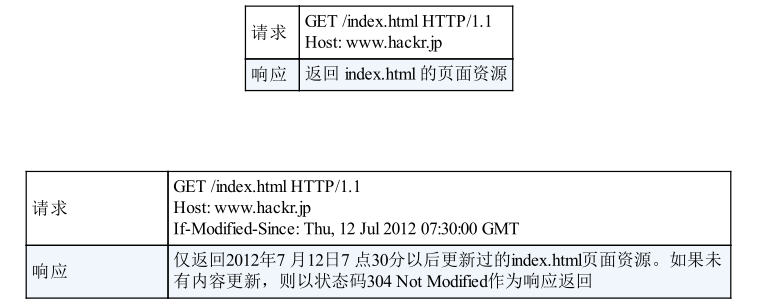 请求
GET /index.html HTTP/1.1
Host: www.hackr.jp
响应
返回 index.html 的页面资源
请求
GET /index.html HTTP/1.1
Host: www.hackr.jp
If-Modified-Since: Thu, 12 Jul 2012 07:30:00 GMT
响应
仅返回2012年7 月12日7 点30分以后更新过的index.html页面资源。如果未
有内容更新，则以状态码304 Not Modified作为响应返回